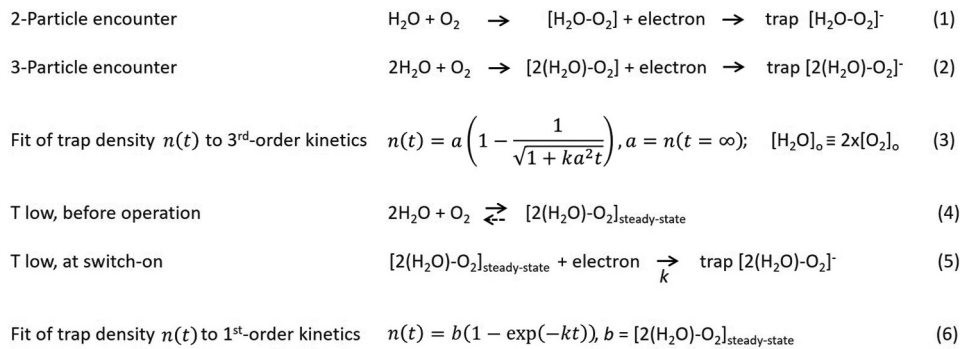 2-Particle encounter H₂O + O₂ → [H₂O-O₂] + electron → trap [H₂O-O₂]⁻ (1)
3-Particle encounter 2H₂O + O₂ → [2(H₂O)-O₂] + electron → trap [2(H₂O)-O₂]⁻ (2)
Fit of trap density n(t) to 3ʳᵈ-order kinetics n(t) = a(1 − 1/√(1 + ka²t)), a = n(t = ∞); [H₂O]ₒ ≡ 2x[O₂]ₒ (3)
T low, before operation 2H₂O + O₂ ⇄ [2(H₂O)-O₂]steady-state (4)
T low, at switch-on [2(H₂O)-O₂]steady-state + electron →k trap [2(H₂O)-O₂]⁻ (5)
Fit of trap density n(t) to 1ˢᵗ-order kinetics n(t) = b(1 − exp(−kt)), b = [2(H₂O)-O₂]steady-state (6)